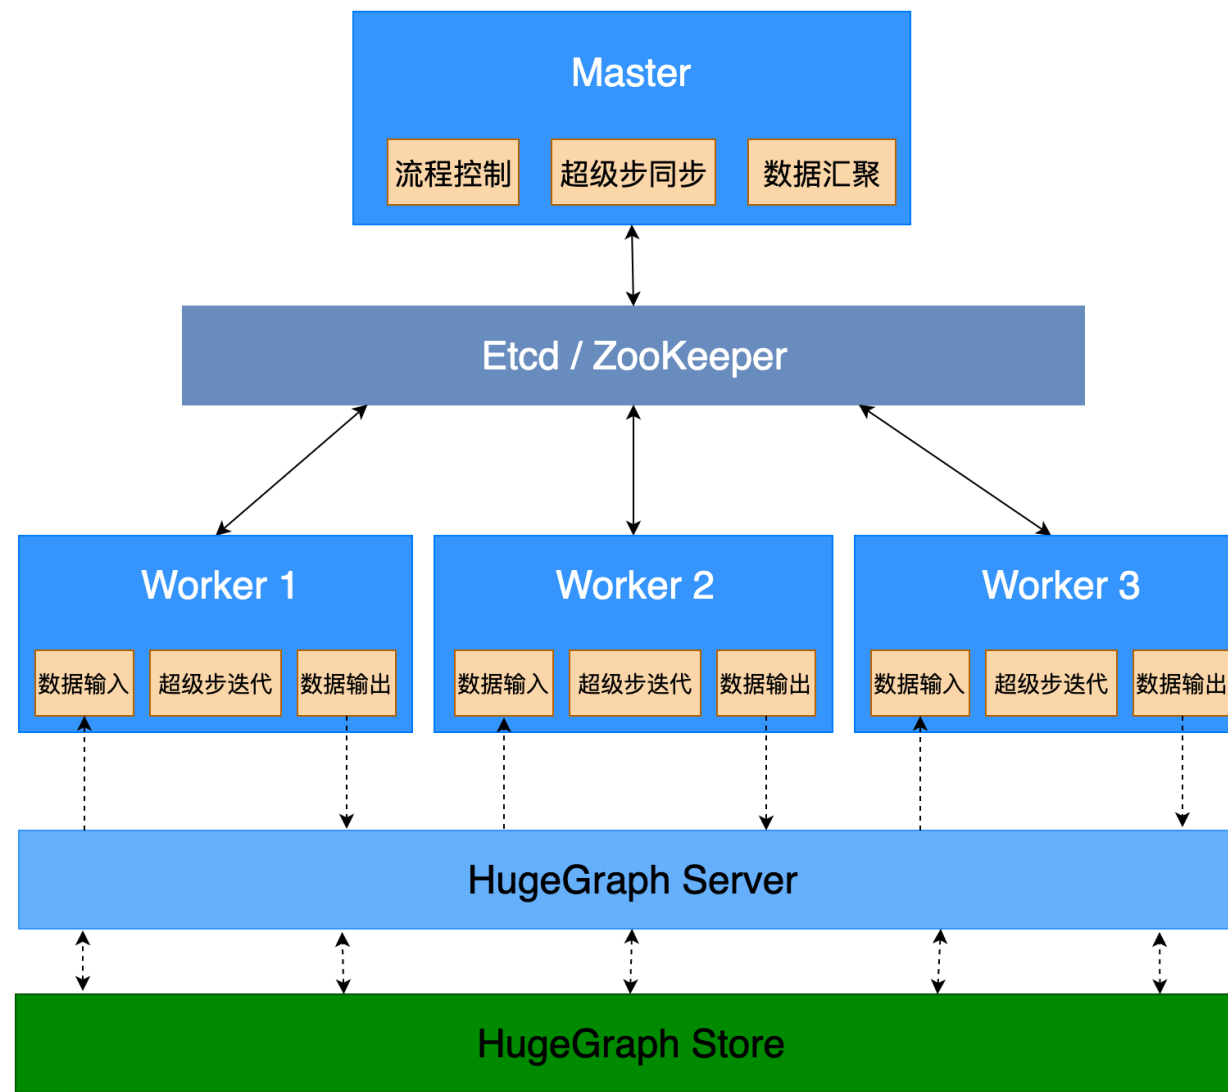 Master
流程控制
超级步同步
数据汇聚
Etcd / ZooKeeper
Worker 1
数据输入
超级步迭代
数据输出
Worker 2
数据输入
超级步迭代
数据输出
Worker 3
数据输入
超级步迭代
数据输出
HugeGraph Server
HugeGraph Store